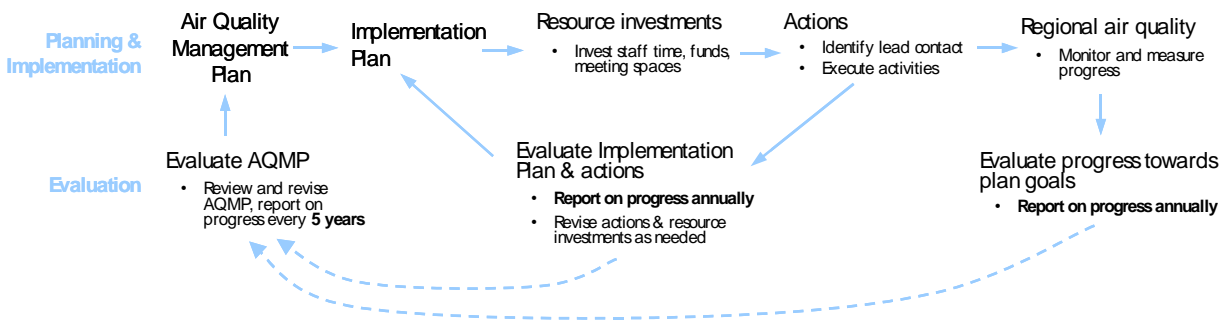 Planning &
Implementation
Air Quality
Management
Plan
Implementation
Plan
Resource investments
• Invest staff time, funds,
meeting spaces
Actions
• Identify lead contact
• Execute activities
Regional air quality
• Monitor and measure
progress
Evaluation
Evaluate AQMP
• Review and revise
AQMP, report on
progress every 5 years
Evaluate Implementation
Plan & actions
• Report on progress annually
• Revise actions & resource
investments as needed
Evaluate progress towards
plan goals
• Report on progress annually